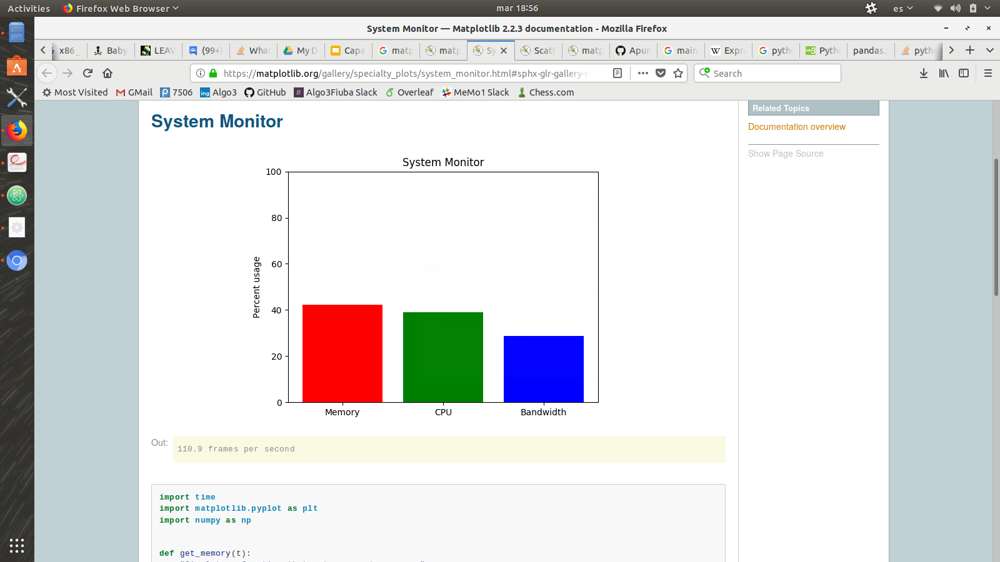 Activities Firefox Web Browser mar 18:56 es
System Monitor — Matplotlib 2.2.3 documentation - Mozilla Firefox
x86_ Baby LEAV (99+) What My D Capa matp matp Sy Scatt matp Apun main Expr pytho Pytho pandas. pytho
https://matplotlib.org/gallery/specialty_plots/system_monitor.html#sphx-glr-gallery-s Search
Most Visited GMail 7506 Algo3 GitHub Algo3Fiuba Slack Overleaf MeMo1 Slack Chess.com
System Monitor
Related Topics
Documentation overview
Show Page Source
System Monitor
100
80
60
40
20
0
Percent usage
Memory CPU Bandwidth
Out:
110.9 frames per second
import time
import matplotlib.pyplot as plt
import numpy as np
def get_memory(t):